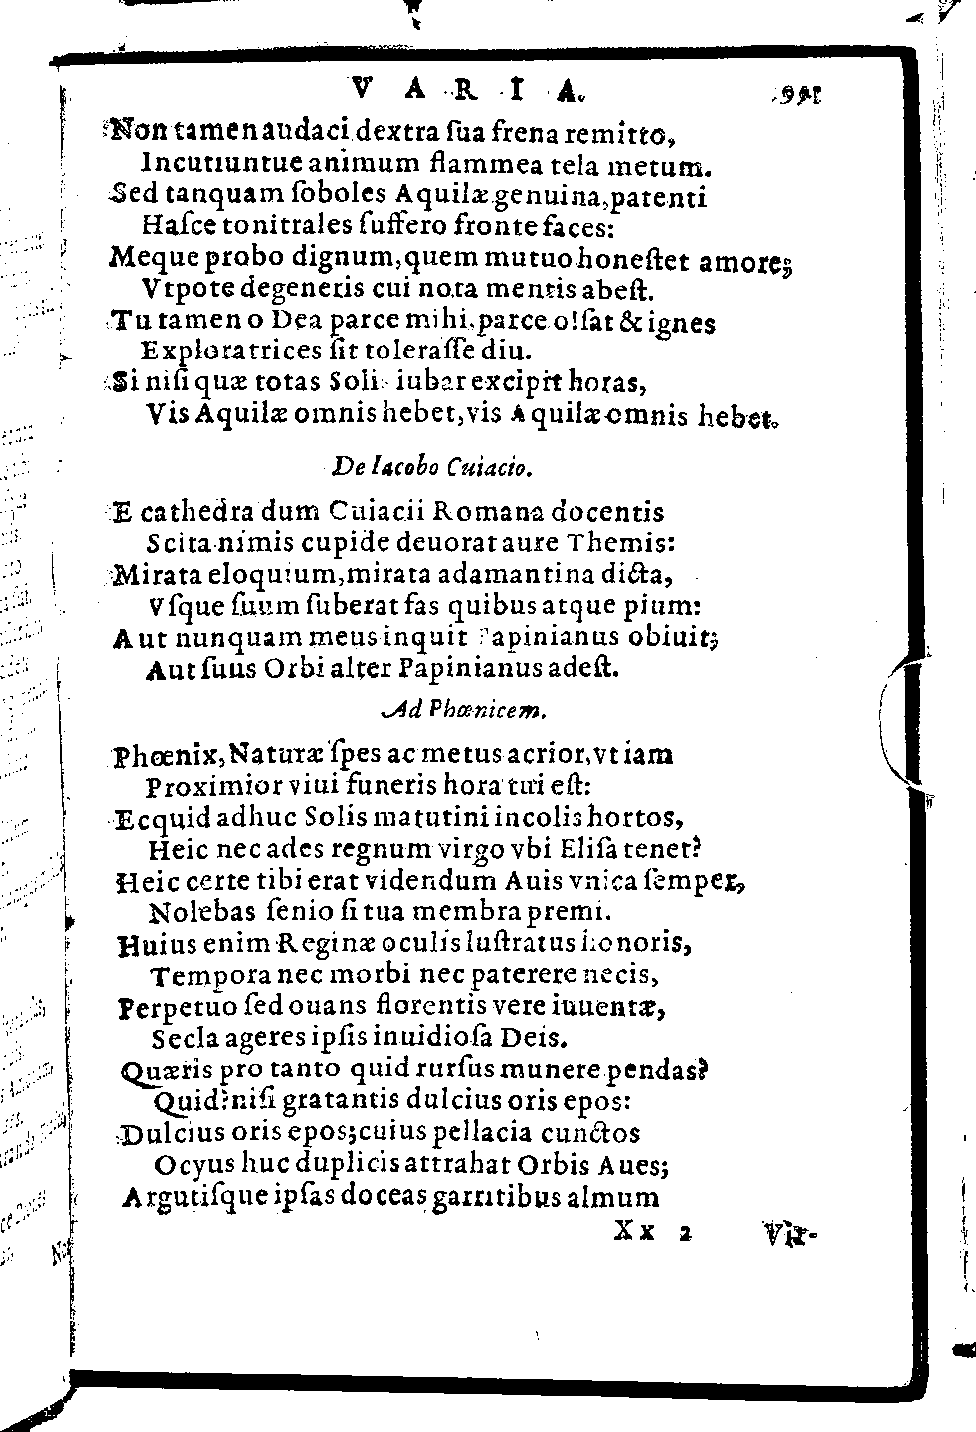 V A R I A. 991
Non tamen audaci dextra ſua frena remitto,
Incutiuntue animum flammea tela metum.
Sed tanquam ſoboles Aquilæ genuina, patenti
Haſce tonitrales ſuffero fronte faces:
Meque probo dignum, quem mutuo honeſtet amore;
Vtpote degeneris cui nota mentis abeſt.
Tu tamen o Dea parce mihi, parce o! ſat & ignes
Exploratrices ſit toleraſſe diu.
Si niſi quæ totas Solis iubar excipit horas,
Vis Aquilæ omnis hebet, vis Aquilæ omnis hebet.
De Iacobo Cuiacio.
E cathedra dum Cuiacii Romana docentis
Scita nimis cupide deuorat aure Themis:
Mirata eloquium, mirata adamantina dicta,
Vſque ſuum ſuberat fas quibus atque pium:
Aut nunquam meus inquit Papinianus obiuit;
Aut ſuus Orbi alter Papinianus adeſt.
Ad Phœnicem.
Phœnix, Naturæ ſpes ac metus acrior, vt iam
Proximior viui funeris hora tui eſt:
Ecquid adhuc Solis matutini incolis hortos,
Heic nec ades regnum virgo vbi Eliſa tenet?
Heic certe tibi erat videndum Auis vnica ſemper,
Nolebas ſenio ſi tua membra premi.
Huius enim Reginæ oculis luſtratus honoris,
Tempora nec morbi nec paterere necis,
Perpetuo ſed ouans florentis vere iuuentæ,
Secla ageres ipſis inuidioſa Deis.
Quæris pro tanto quid rurſus munere pendas?
Quid? niſi gratantis dulcius oris epos:
Dulcius oris epos; cuius pellacia cunctos
Ocyus huc duplicis attrahat Orbis Aues;
Argutiſque ipſas doceas garritibus almum
Xx 2 Vir-